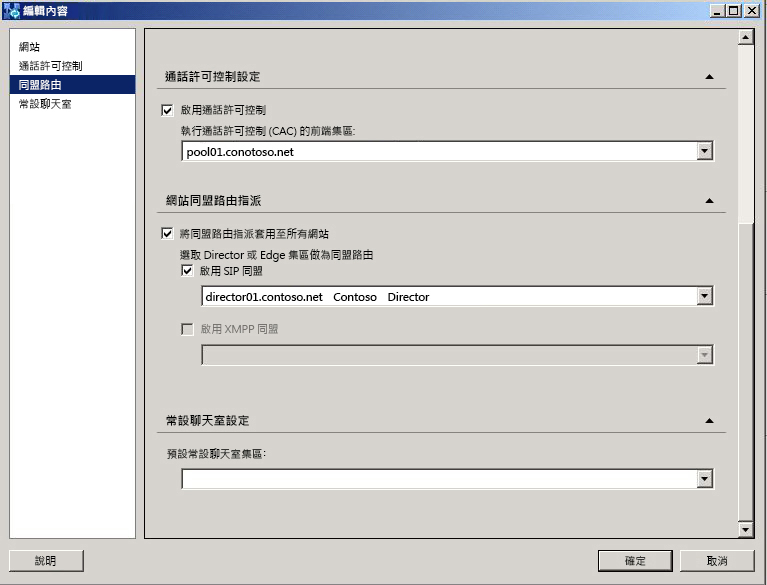 編輯內容
網站
通話許可控制
同盟路由
常設聊天室
通話許可控制設定
啟用通話許可控制
執行通話許可控制 (CAC) 的前端集區:
pool01.conotoso.net
網站同盟路由指派
將同盟路由指派套用至所有網站
選取 Director 或 Edge 集區做為同盟路由
啟用 SIP 同盟
director01.contoso.net Contoso Director
啟用 XMPP 同盟
常設聊天室設定
預設常設聊天室集區:
說明
確定
取消